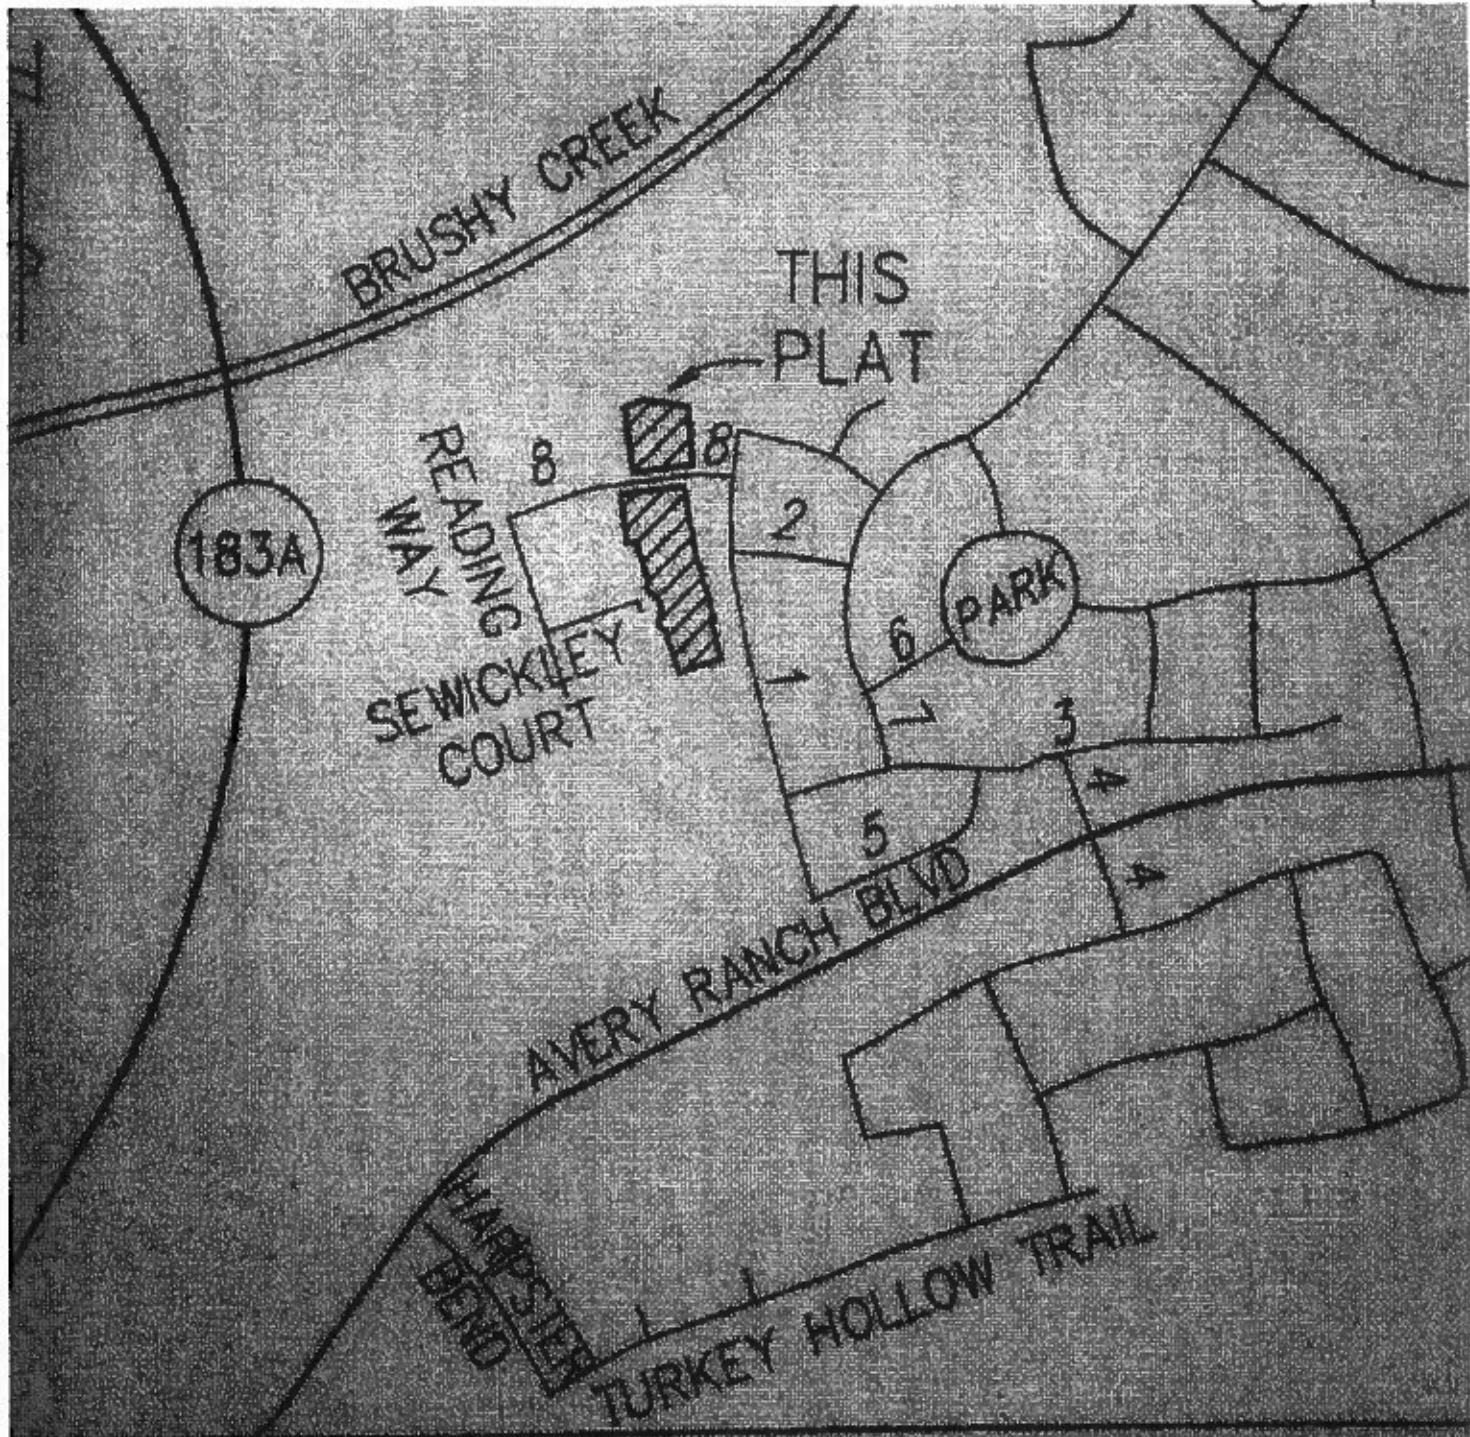 BRUSHY CREEK
THIS
PLAT
READING
WAY
8
8
2
183A
PARK
6
1
7
3
SEWICKLEY
COURT
4
5
4
AVERY RANCH BLVD
HARPSTER
BEND
TURKEY HOLLOW TRAIL